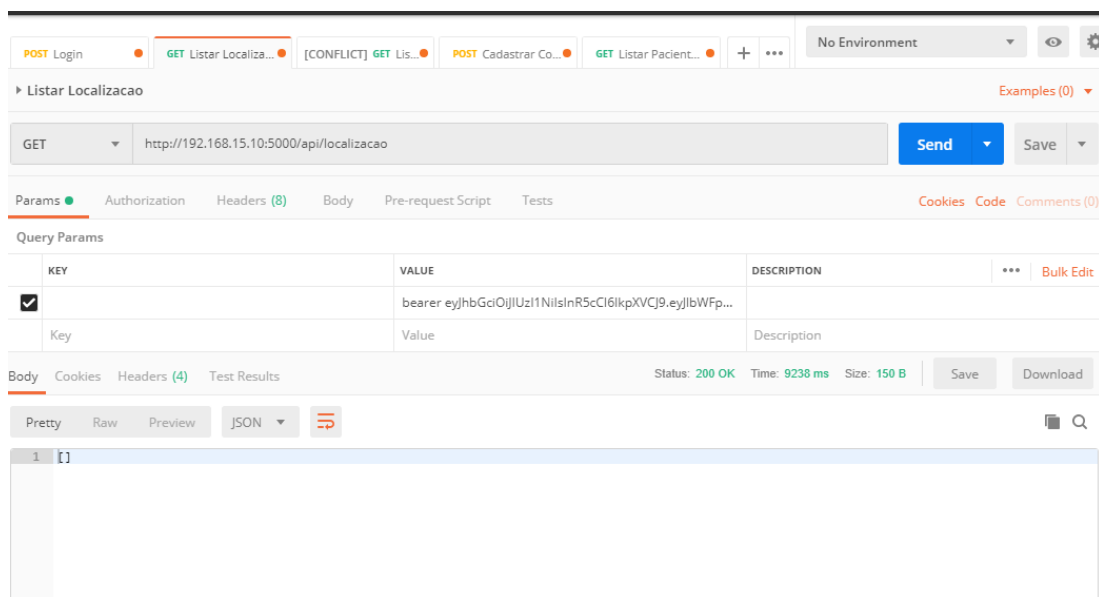 POST Login GET Listar Localiza... [CONFLICT] GET Lis... POST Cadastrar Co... GET Listar Pacient... + ••• No Environment
Listar Localizacao Examples (0)
GET http://192.168.15.10:5000/api/localizacao Send Save
Params Authorization Headers (8) Body Pre-request Script Tests Cookies Code Comments (0)
Query Params
KEY VALUE DESCRIPTION ••• Bulk Edit
bearer eyJhbGciOiJIUzI1NiIsInR5cCI6IkpXVCJ9.eyJlbWFp...
Key Value Description
Body Cookies Headers (4) Test Results Status: 200 OK Time: 9238 ms Size: 150 B Save Download
Pretty Raw Preview JSON
1 []